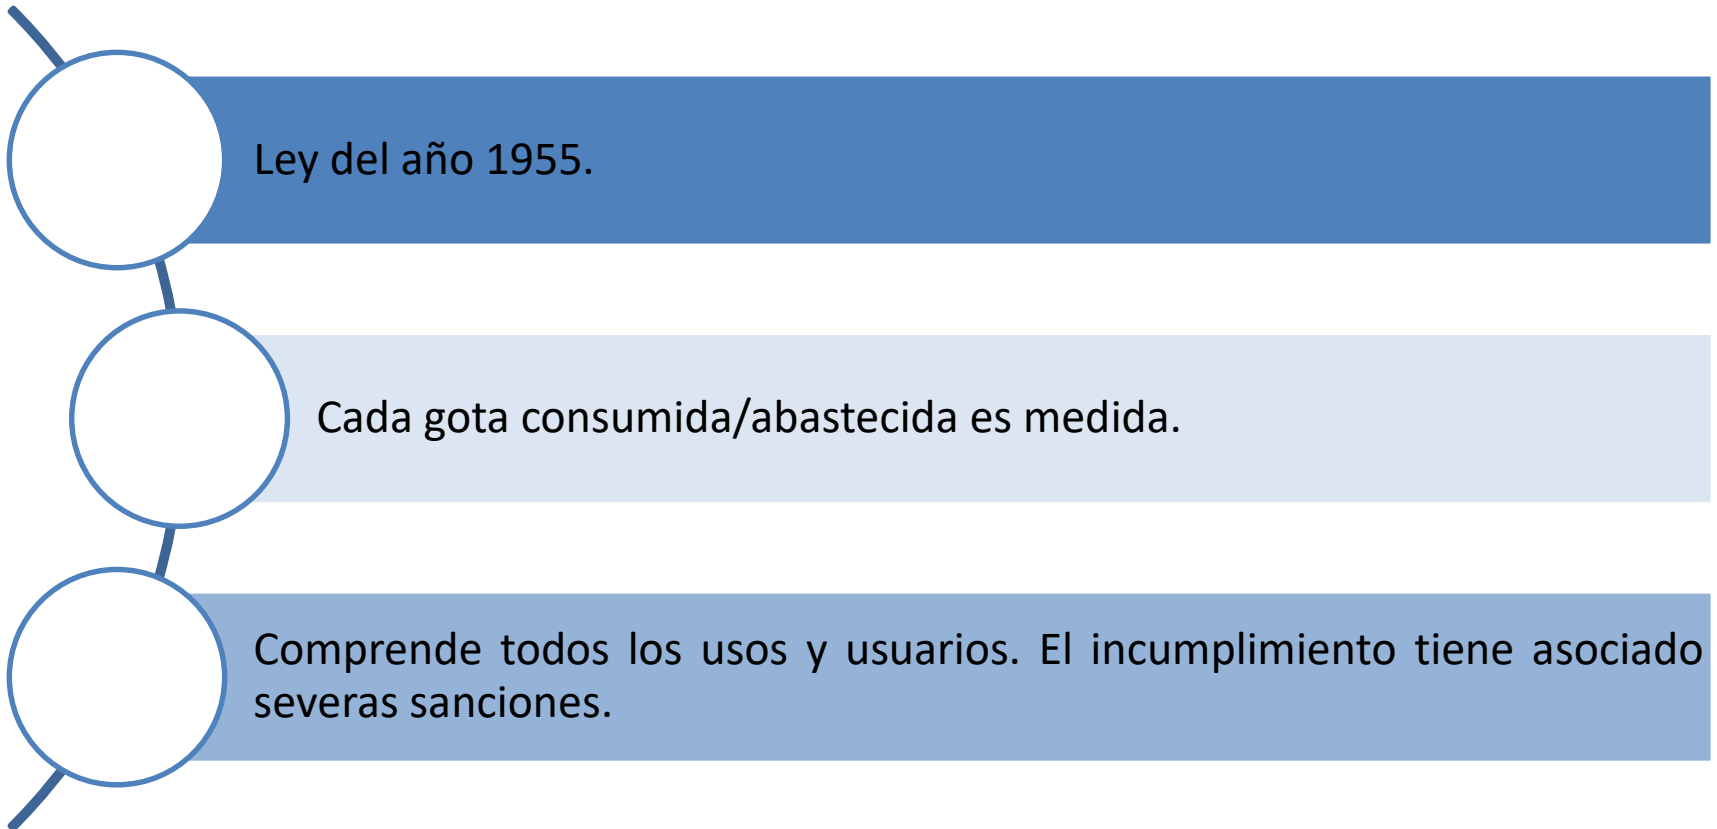 Ley del año 1955.
Cada gota consumida/abastecida es medida.
Comprende todos los usos y usuarios. El incumplimiento tiene asociado
severas sanciones.